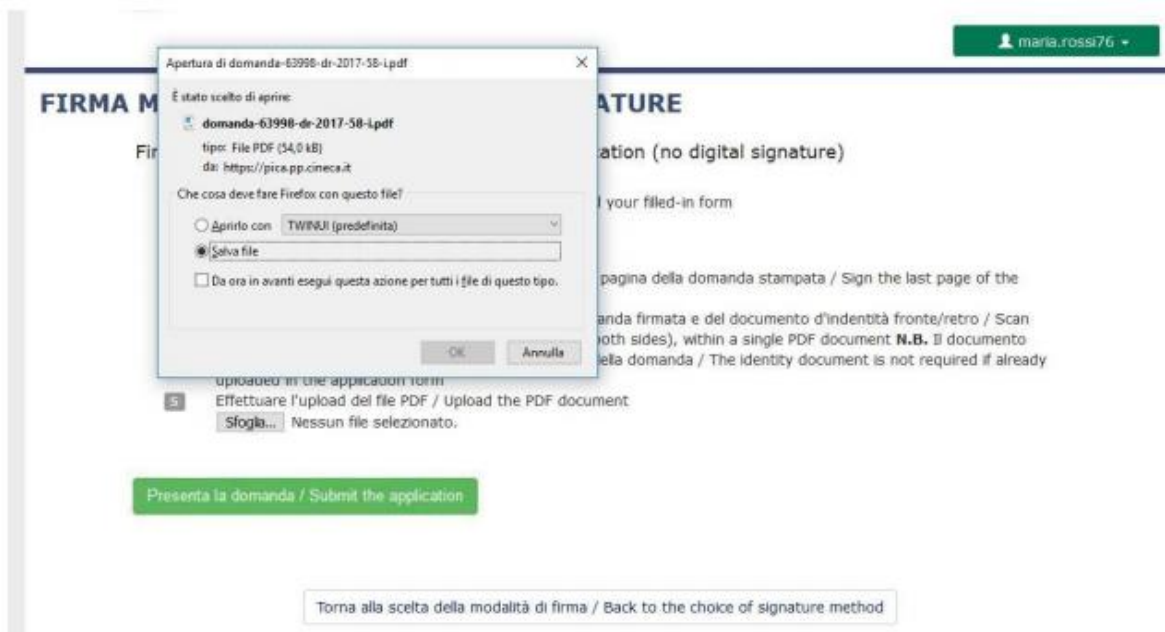 maria.rossi76
Apertura di domanda-63998-dr-2017-58-i.pdf
È stato scelto di aprire:
domanda-63998-dr-2017-58-i.pdf
tipo: File PDF (54,0 kB)
da: https://pica.pp.cineca.it
Che cosa deve fare Firefox con questo file?
Aprirlo con TWINUI (predefinita)
Salva file
Da ora in avanti esegui questa azione per tutti i file di questo tipo.
OK Annulla
FIRMA M ATURE
Fir ation (no digital signature)
your filled-in form
pagina della domanda stampata / Sign the last page of the
anda firmata e del documento d'indentità fronte/retro / Scan
oth sides), within a single PDF document N.B. Il documento
ella domanda / The identity document is not required if already
uploaded in the application form
5 Effettuare l'upload del file PDF / Upload the PDF document
Sfoglia... Nessun file selezionato.
Presenta la domanda / Submit the application
Torna alla scelta della modalità di firma / Back to the choice of signature method